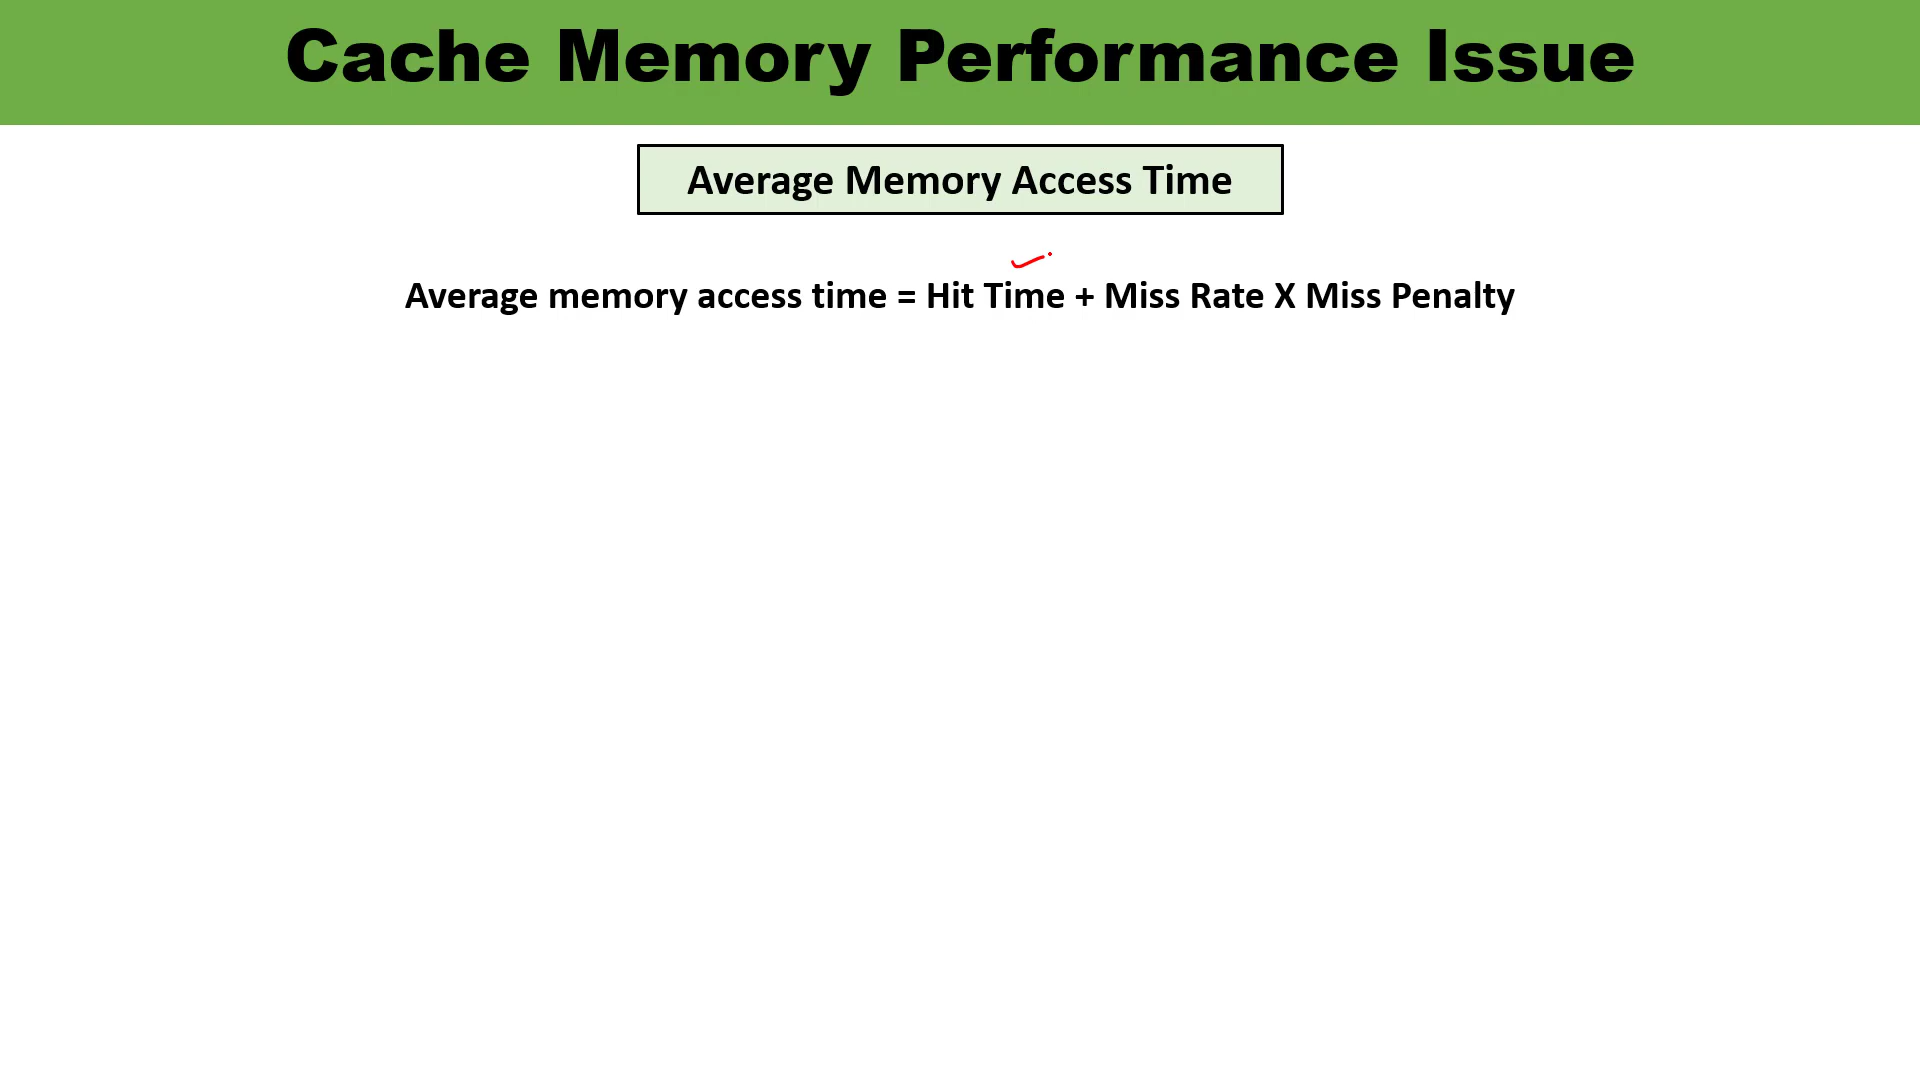 Cache Memory Performance Issue
Average Memory Access Time
Average memory access time = Hit Time + Miss Rate X Miss Penalty